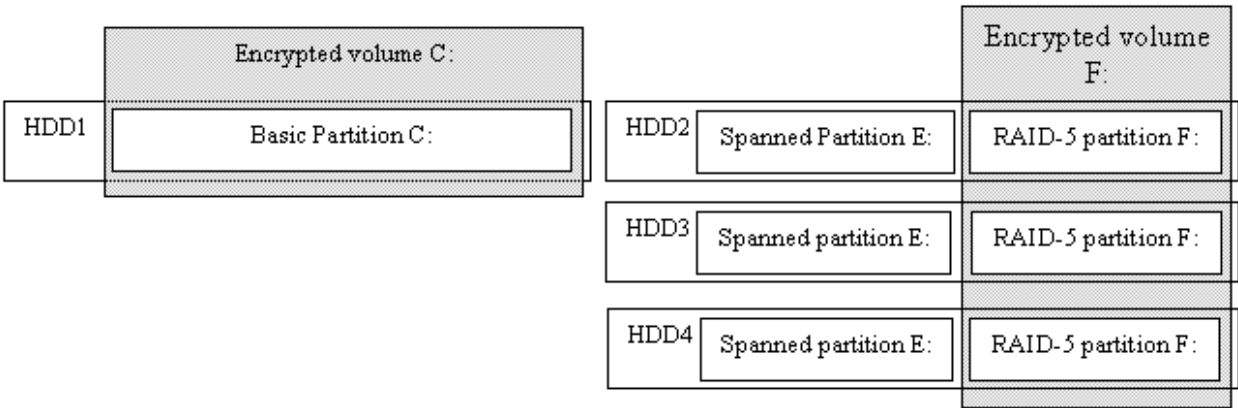 Encrypted volume C:
HDD1
Basic Partition C:
Encrypted volume
F:
HDD2
Spanned Partition E:
RAID-5 partition F:
HDD3
Spanned partition E:
RAID-5 partition F:
HDD4
Spanned partition E:
RAID-5 partition F: